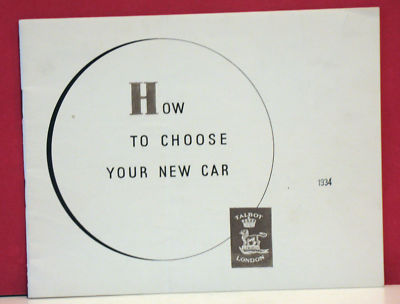 How
TO CHOOSE
YOUR NEW CAR
1934
TALBOT
LONDON